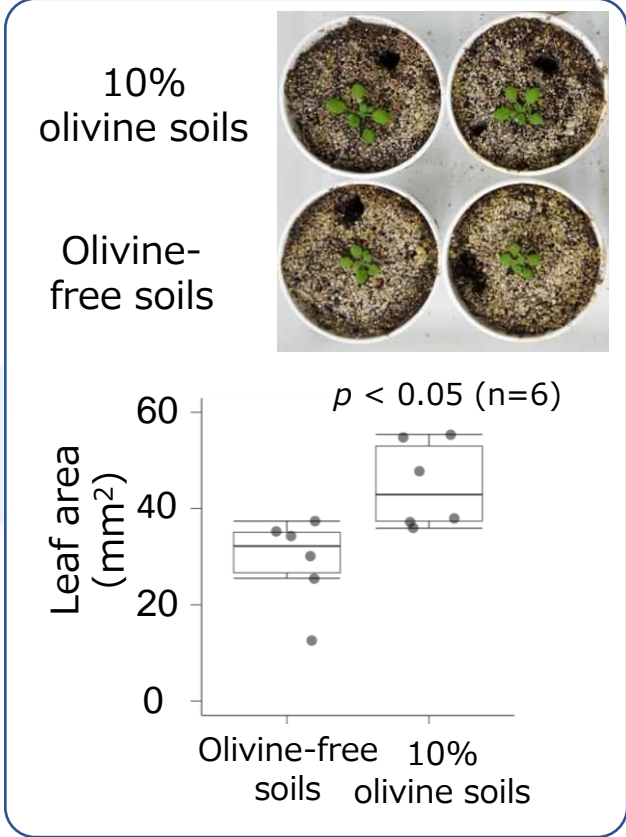 10%
olivine soils
Olivine-
free soils
p < 0.05 (n=6)
60
40
20
0
Leaf area
(mm²)
Olivine-free
soils
10%
olivine soils